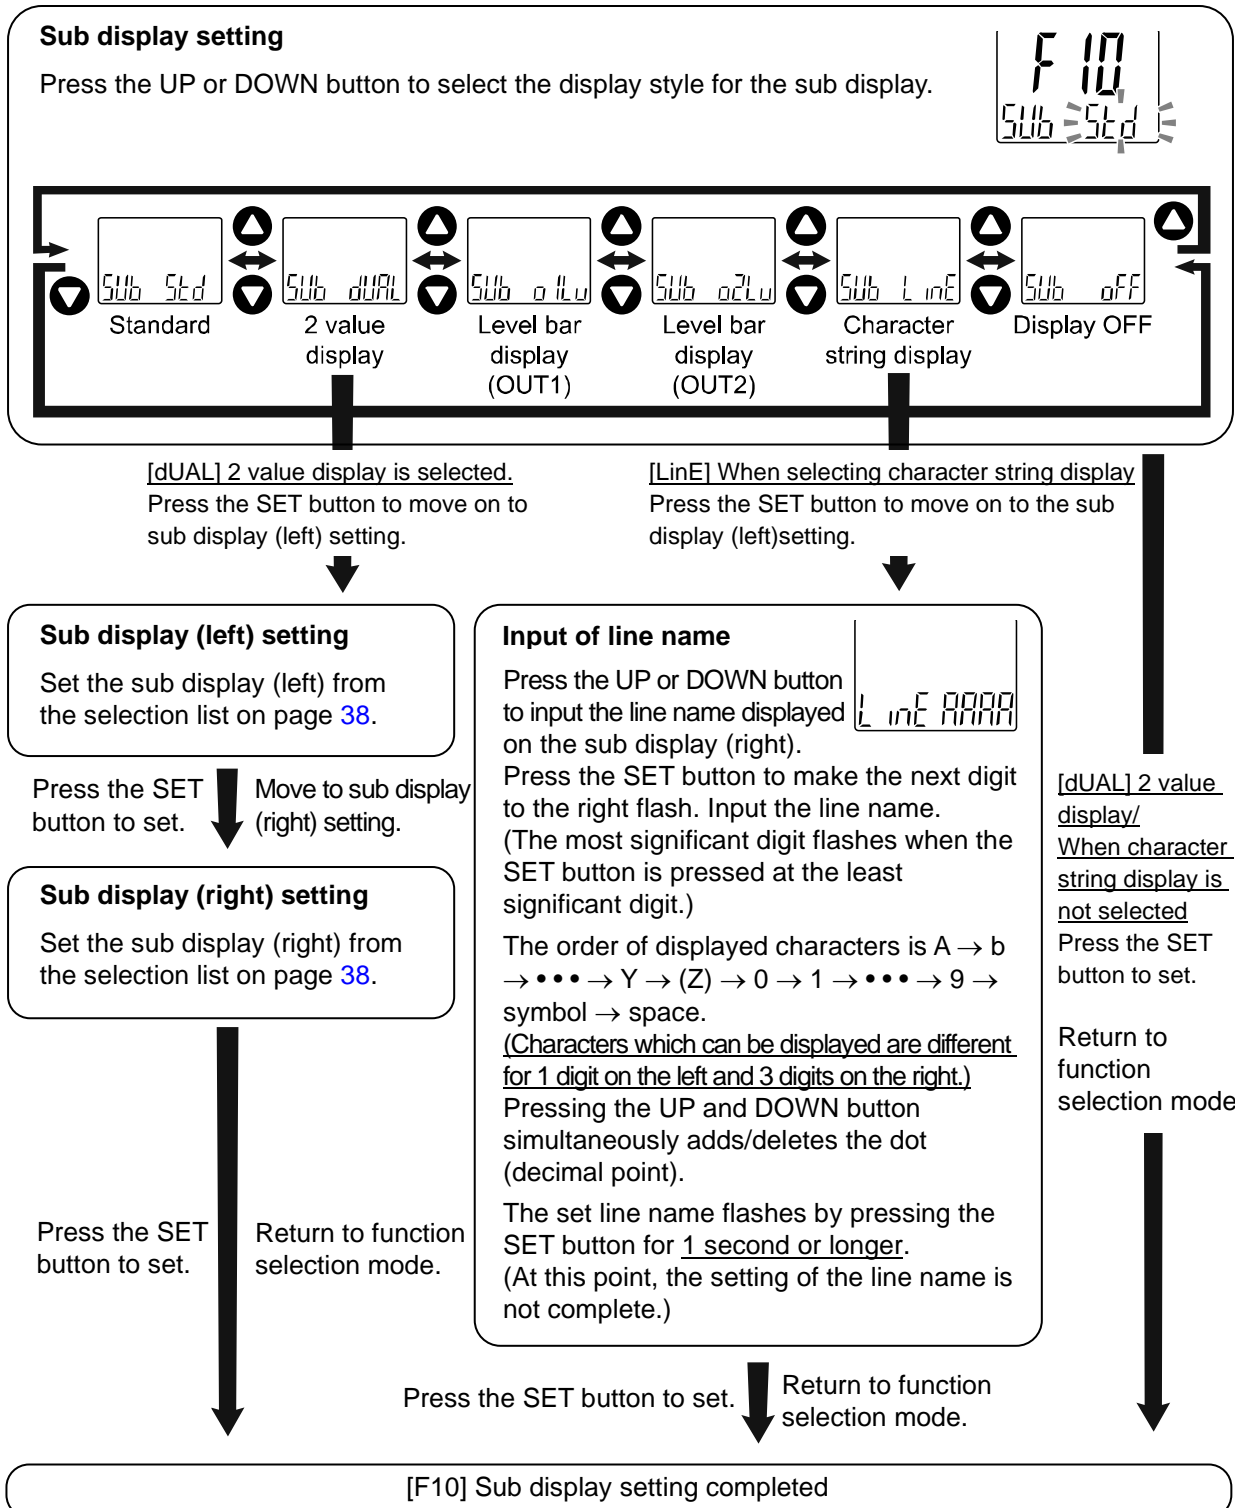 Sub display setting
Press the UP or DOWN button to select the display style for the sub display.
F 10
SUb Std
SUb Std
SUb dUAL
SUb o1Lv
SUb o2Lv
SUb LinE
SUb oFF
Standard
2 value
display
Level bar
display
(OUT1)
Level bar
display
(OUT2)
Character
string display
Display OFF
[dUAL] 2 value display is selected.
Press the SET button to move on to
sub display (left) setting.
[LinE] When selecting character string display
Press the SET button to move on to the sub
display (left)setting.
Sub display (left) setting
Set the sub display (left) from
the selection list on page 38.
Press the SET
button to set.
Move to sub display
(right) setting.
Sub display (right) setting
Set the sub display (right) from
the selection list on page 38.
Press the SET
button to set.
Return to function
selection mode.
Input of line name
Press the UP or DOWN button
to input the line name displayed
on the sub display (right).
LinE AAAA
Press the SET button to make the next digit
to the right flash. Input the line name.
(The most significant digit flashes when the
SET button is pressed at the least
significant digit.)
The order of displayed characters is A → b
→ ••• → Y → (Z) → 0 → 1 → ••• → 9 →
symbol → space.
(Characters which can be displayed are different
for 1 digit on the left and 3 digits on the right.)
Pressing the UP and DOWN button
simultaneously adds/deletes the dot
(decimal point).
The set line name flashes by pressing the
SET button for 1 second or longer.
(At this point, the setting of the line name is
not complete.)
Press the SET button to set.
Return to function
selection mode.
[dUAL] 2 value
display/
When character
string display is
not selected
Press the SET
button to set.
Return to
function
selection mode
[F10] Sub display setting completed